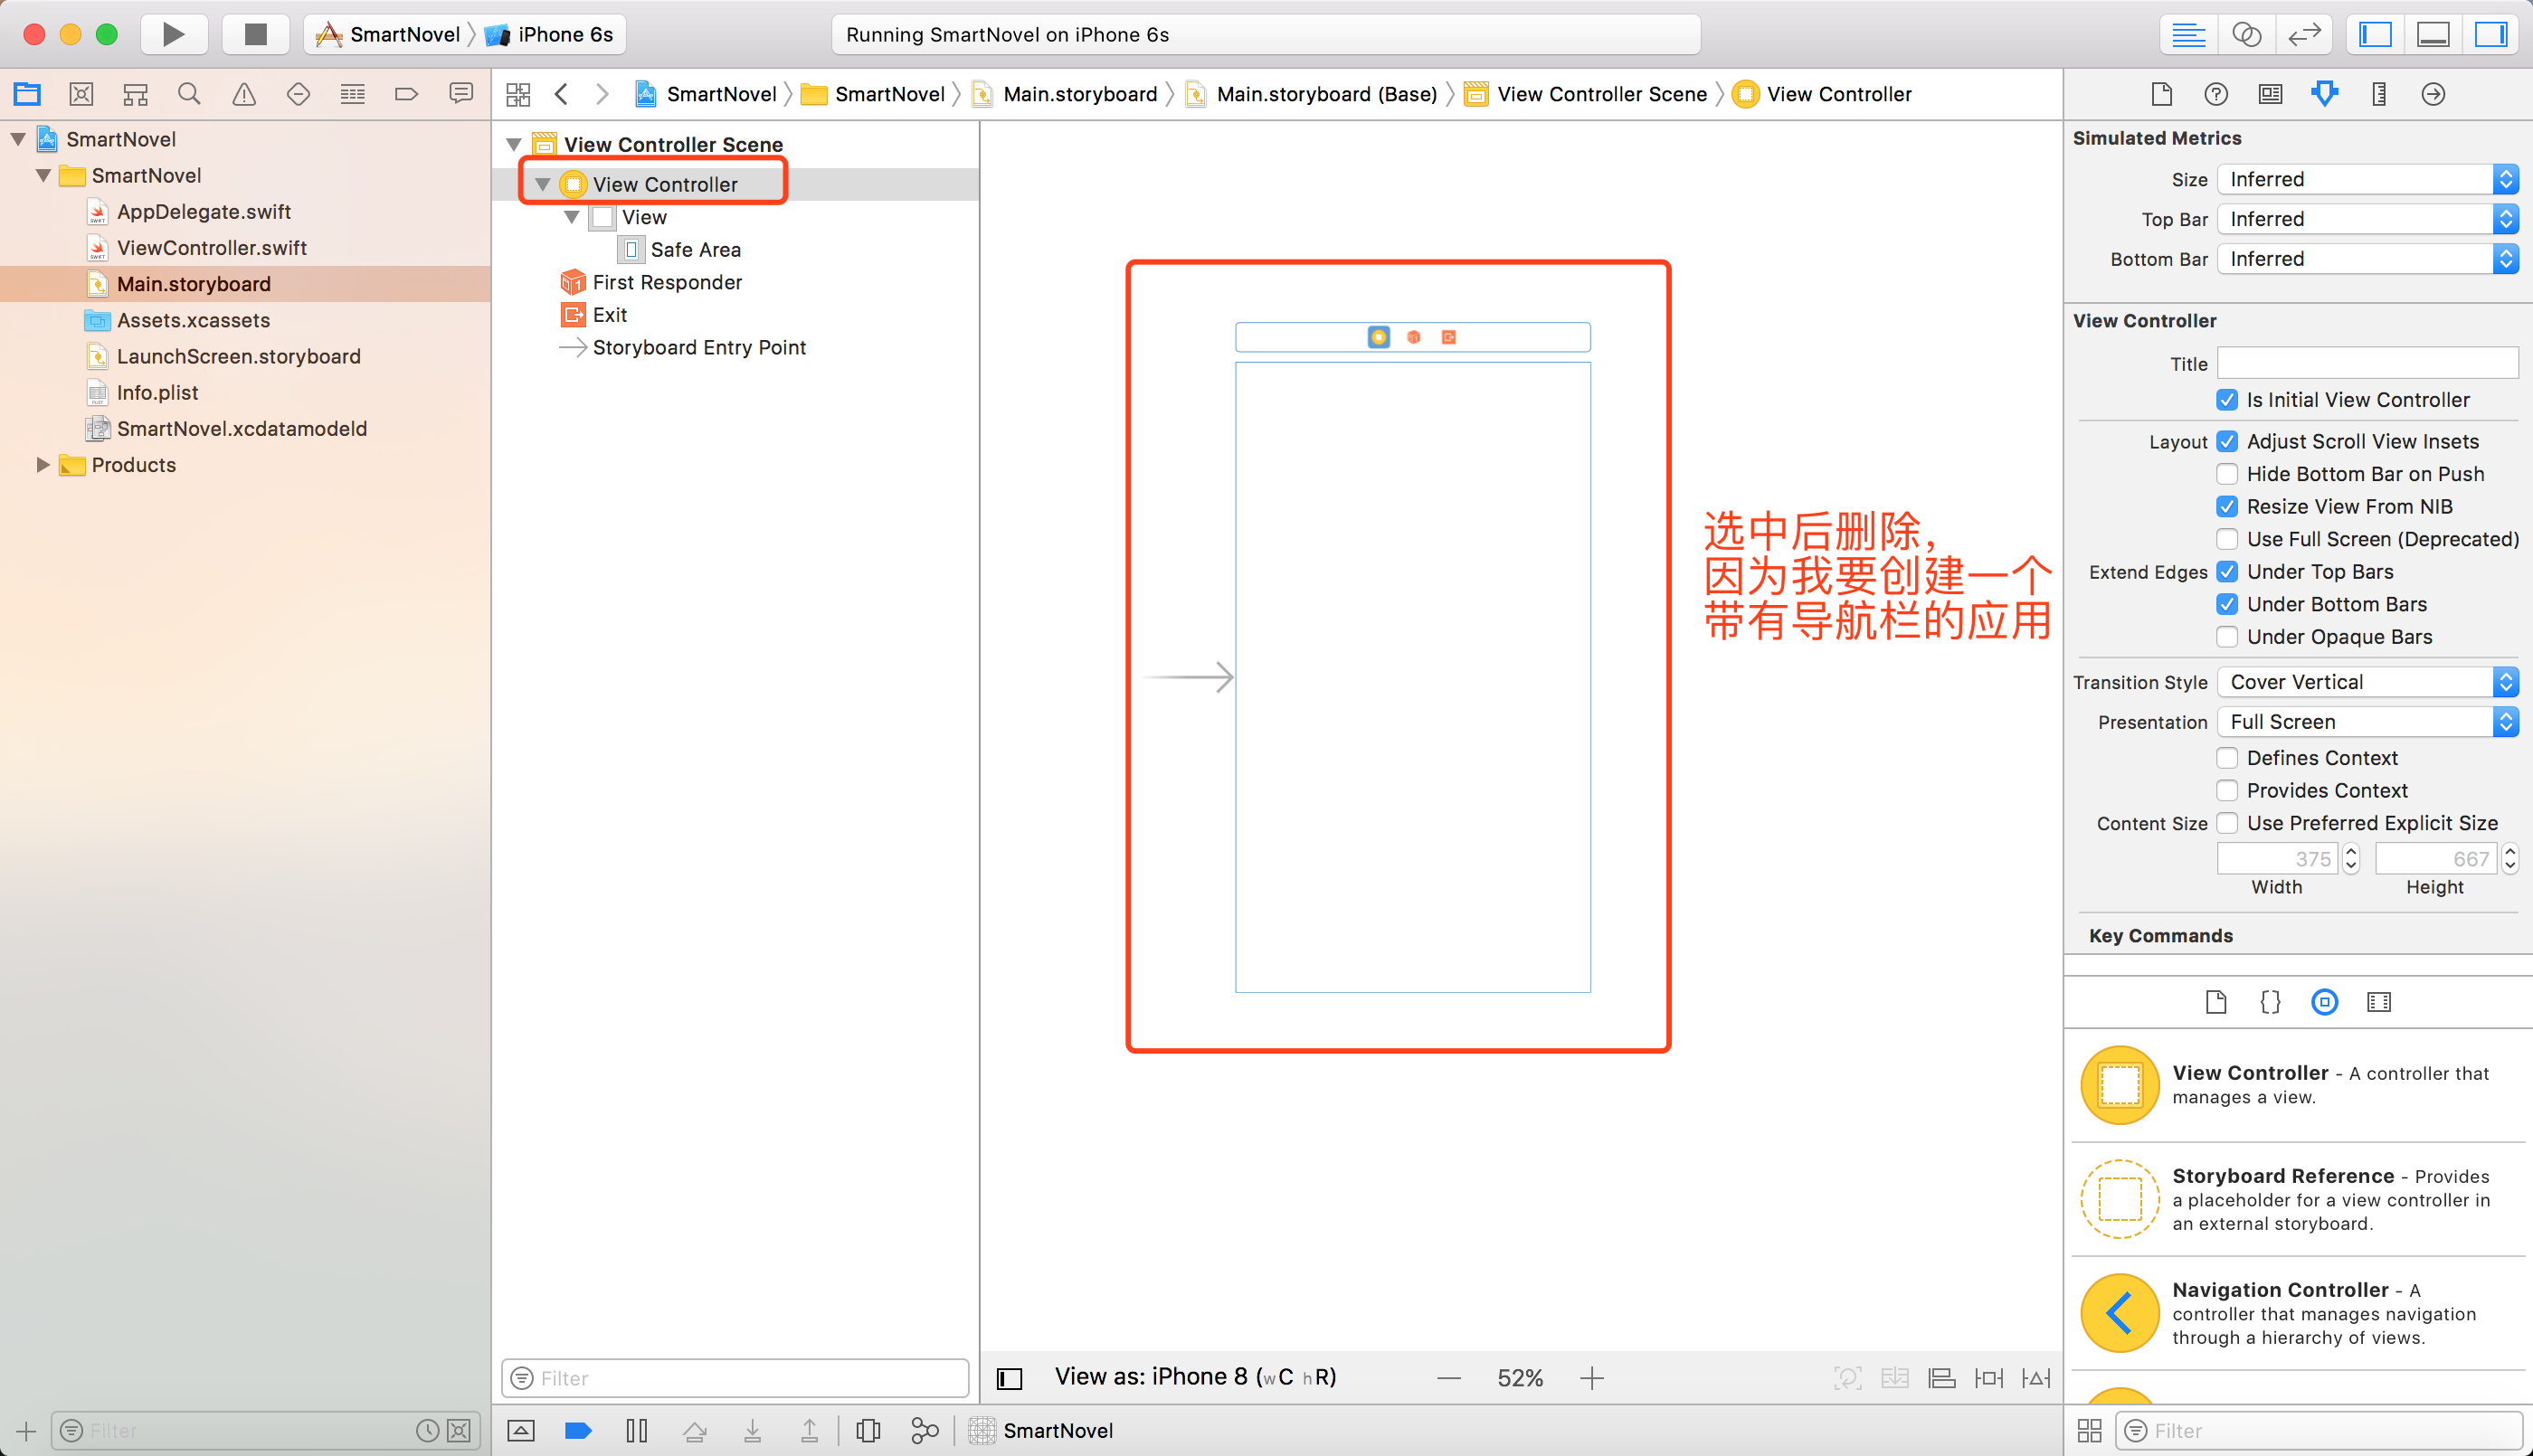 SmartNovel
iPhone 6s
Running SmartNovel on iPhone 6s
SmartNovel
SmartNovel
Main.storyboard
Main.storyboard (Base)
View Controller Scene
View Controller
SmartNovel
SmartNovel
AppDelegate.swift
ViewController.swift
Main.storyboard
Assets.xcassets
LaunchScreen.storyboard
Info.plist
SmartNovel.xcdatamodeld
Products
Filter
View Controller Scene
View Controller
View
Safe Area
First Responder
Exit
Storyboard Entry Point
Filter
选中后删除，
因为我要创建一个
带有导航栏的应用
View as: iPhone 8 (wC hR)
52%
SmartNovel
Simulated Metrics
Size Inferred
Top Bar Inferred
Bottom Bar Inferred
View Controller
Title
Is Initial View Controller
Layout Adjust Scroll View Insets
Hide Bottom Bar on Push
Resize View From NIB
Use Full Screen (Deprecated)
Extend Edges Under Top Bars
Under Bottom Bars
Under Opaque Bars
Transition Style Cover Vertical
Presentation Full Screen
Defines Context
Provides Context
Content Size Use Preferred Explicit Size
375 667
Width Height
Key Commands
View Controller - A controller that
manages a view.
Storyboard Reference - Provides
a placeholder for a view controller in
an external storyboard.
Navigation Controller - A
controller that manages navigation
through a hierarchy of views.
Filter